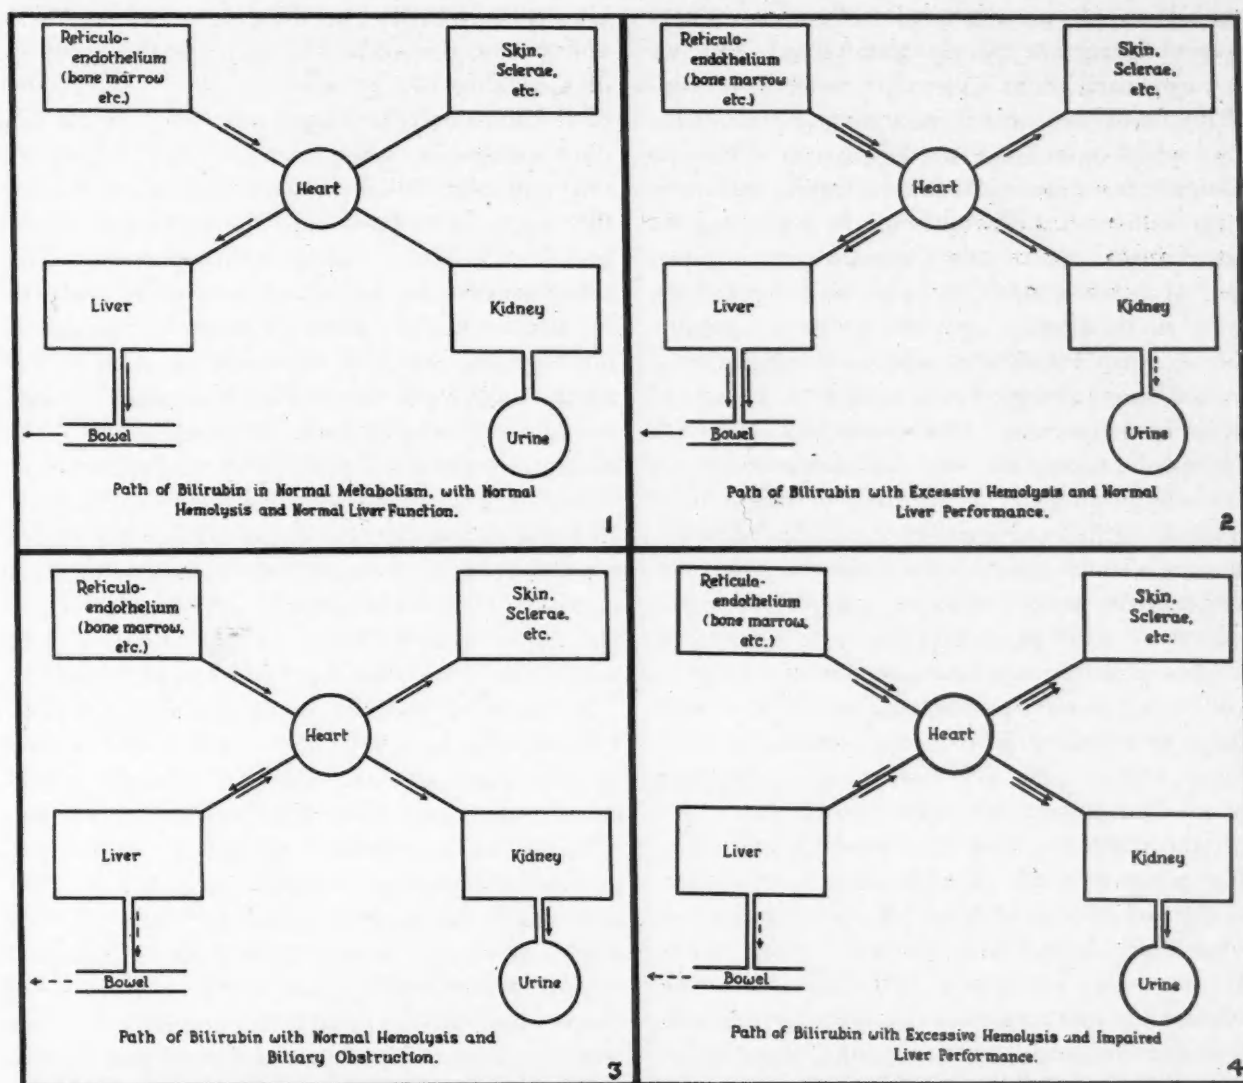 Reticulo-
endothelium
(bone marrow
etc.)
Skin,
Sclerae,
etc.
Heart
Liver
Kidney
Bowel
Urine
Path of Bilirubin in Normal Metabolism, with Normal
Hemolysis and Normal Liver Function.
1
Reticulo-
endothelium
(bone marrow
etc.)
Skin,
Sclerae,
etc.
Heart
Liver
Kidney
Bowel
Urine
Path of Bilirubin with Excessive Hemolysis and Normal
Liver Performance.
2
Reticulo-
endothelium
(bone marrow,
etc.)
Skin,
Sclerae,
etc.
Heart
Liver
Kidney
Bowel
Urine
Path of Bilirubin with Normal Hemolysis and
Biliary Obstruction.
3
Reticulo-
endothelium
(bone marrow,
etc.)
Skin,
Sclerae,
etc.
Heart
Liver
Kidney
Bowel
Urine
Path of Bilirubin with Excessive Hemolysis and Impaired
Liver Performance.
4